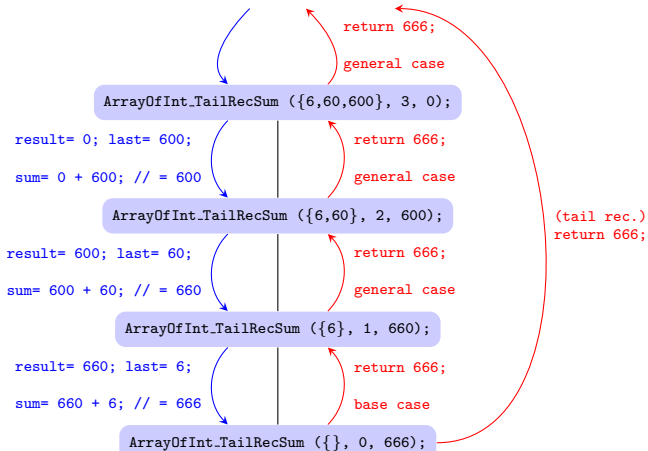 return 666;
general case
ArrayOfInt_TailRecSum ({6,60,600}, 3, 0);
result= 0; last= 600;
return 666;
sum= 0 + 600; // = 600
general case
ArrayOfInt_TailRecSum ({6,60}, 2, 600);
(tail rec.)
return 666;
result= 600; last= 60;
return 666;
sum= 600 + 60; // = 660
general case
ArrayOfInt_TailRecSum ({6}, 1, 660);
result= 660; last= 6;
return 666;
sum= 660 + 6; // = 666
base case
ArrayOfInt_TailRecSum ({}, 0, 666);